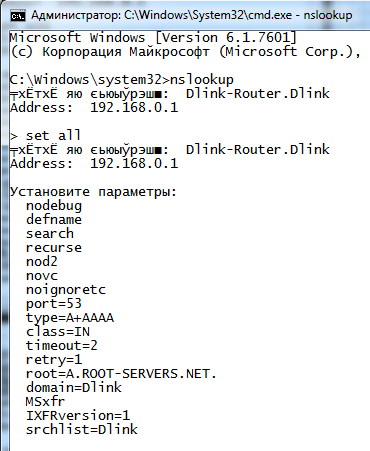 Администратор: C:\Windows\System32\cmd.exe - nslookup
Microsoft Windows [Version 6.1.7601]
(c) Корпорация Майкрософт (Microsoft Corp.),
C:\Windows\system32>nslookup
╤хЁтхЁ яю єьюыўрэш■:  Dlink-Router.Dlink
Address:  192.168.0.1
> set all
╤хЁтхЁ яю єьюыўрэш■:  Dlink-Router.Dlink
Address:  192.168.0.1
Установите параметры:
nodebug
defname
search
recurse
nod2
novc
noignoretc
port=53
type=A+AAAA
class=IN
timeout=2
retry=1
root=A.ROOT-SERVERS.NET.
domain=Dlink
MSxfr
IXFRversion=1
srchlist=Dlink